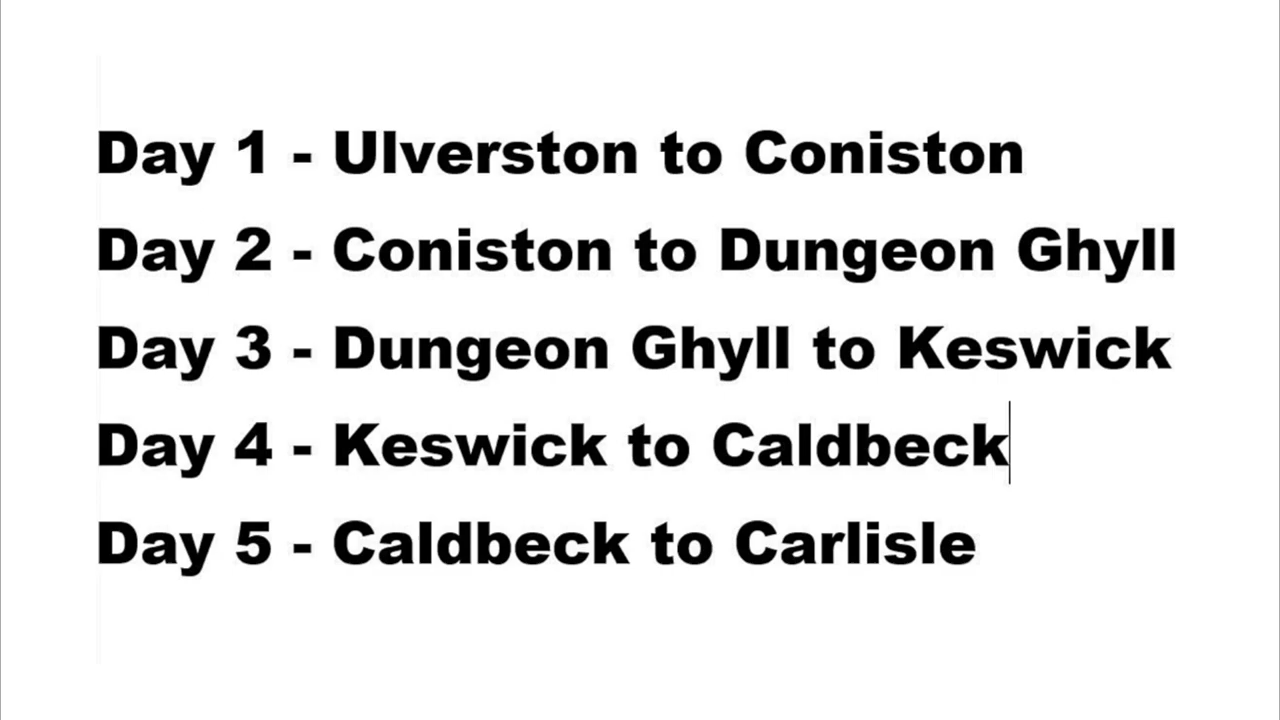 Day 1 - Ulverston to Coniston
Day 2 - Coniston to Dungeon Ghyll
Day 3 - Dungeon Ghyll to Keswick
Day 4 - Keswick to Caldbeck
Day 5 - Caldbeck to Carlisle